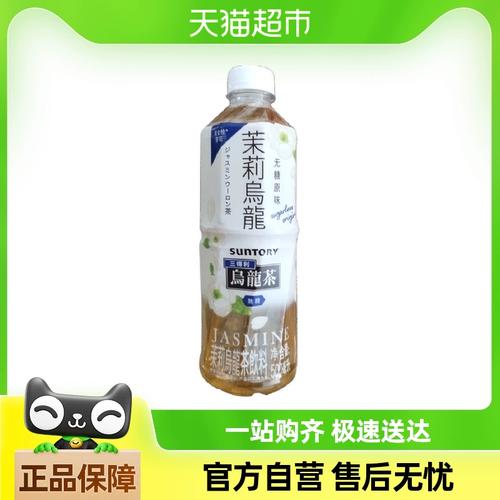 天猫超市
茉莉烏龍
ジャスミンウーロン茶
无糖原味
sugarless
SUNTORY
三得利
烏龍茶
無糖
JASMINE
茉莉烏龍茶飲料
净含量
一站购齐 极速送达
正品保障
官方自营 售后无忧